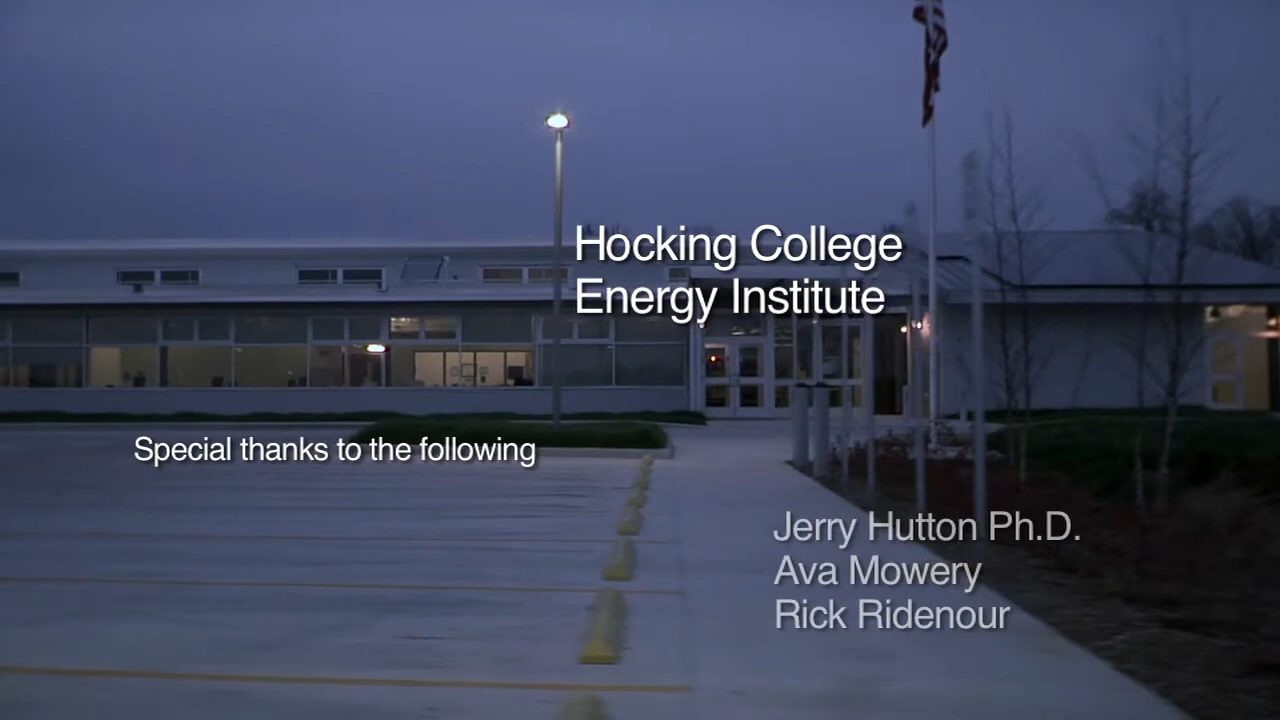 Hocking College
Energy Institute
Special thanks to the following
Jerry Hutton Ph.D.
Ava Mowery
Rick Ridenour